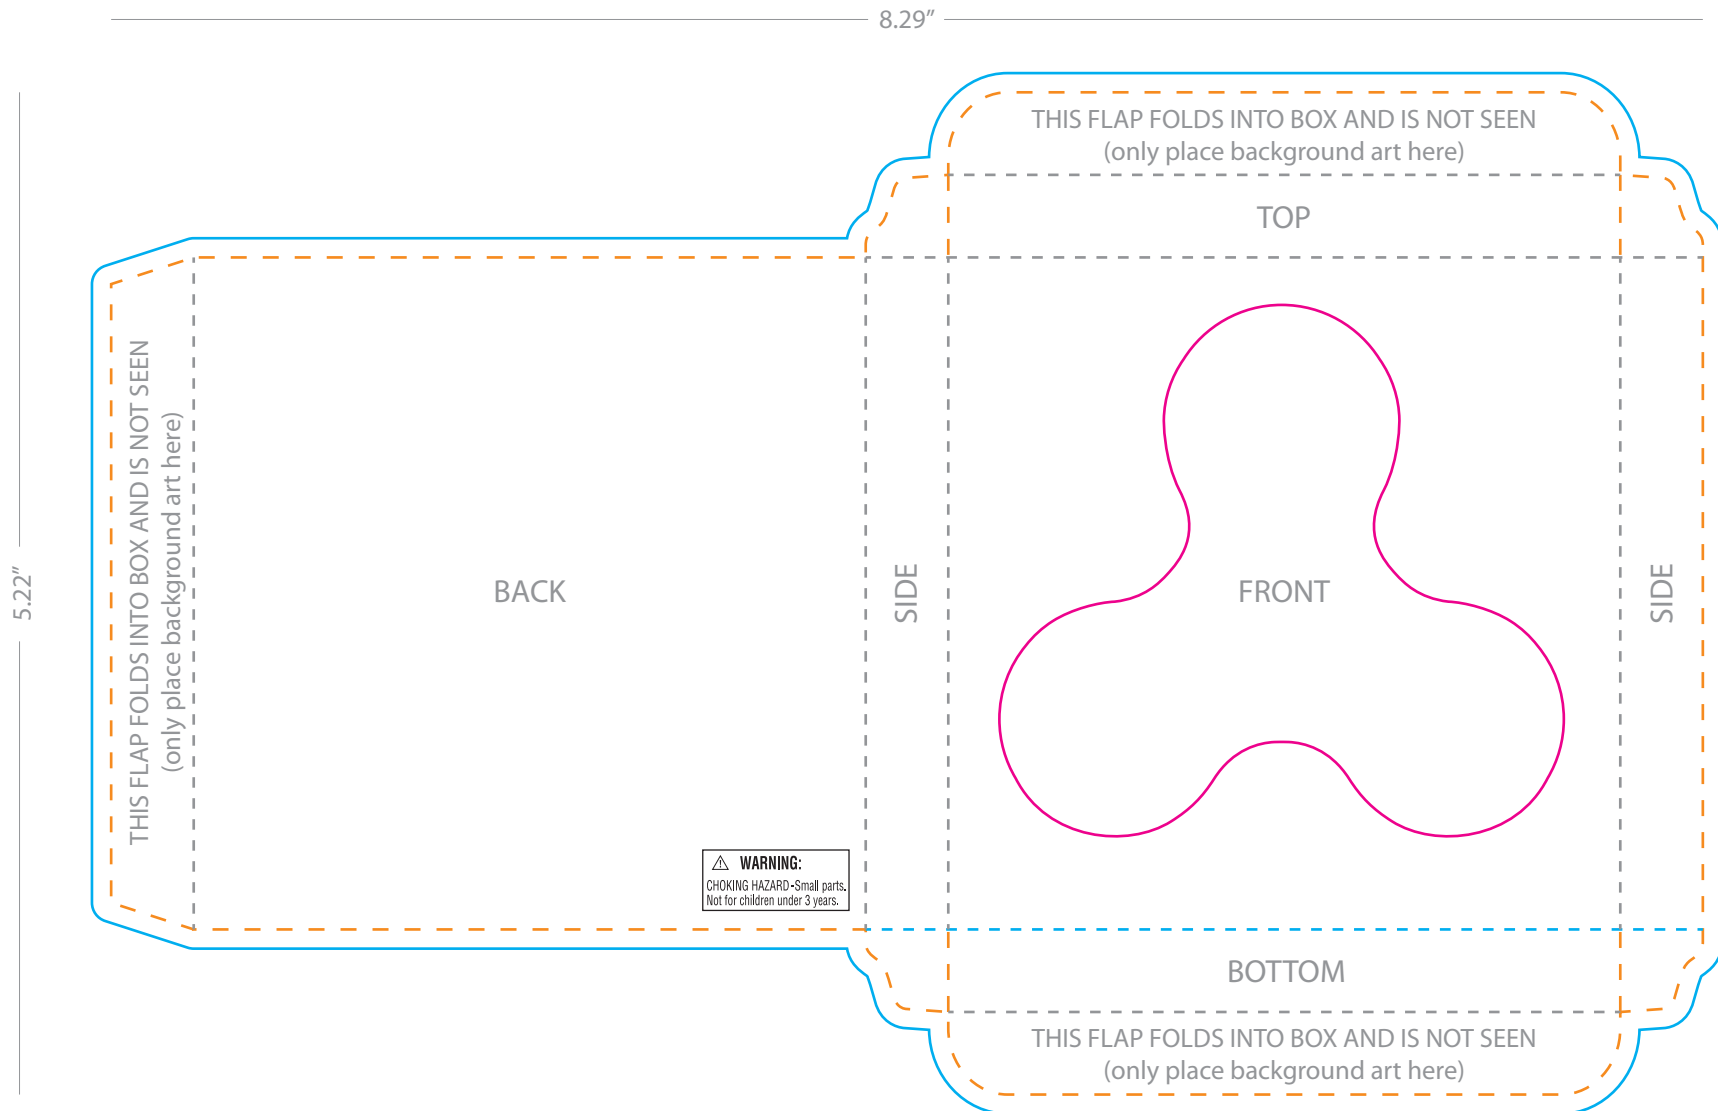 8.29”
THIS FLAP FOLDS INTO BOX AND IS NOT SEEN
(only place background art here)
TOP
5.22”
THIS FLAP FOLDS INTO BOX AND IS NOT SEEN
(only place background art here)
BACK
SIDE
FRONT
SIDE
⚠ WARNING:
CHOKING HAZARD-Small parts.
Not for children under 3 years.
BOTTOM
THIS FLAP FOLDS INTO BOX AND IS NOT SEEN
(only place background art here)